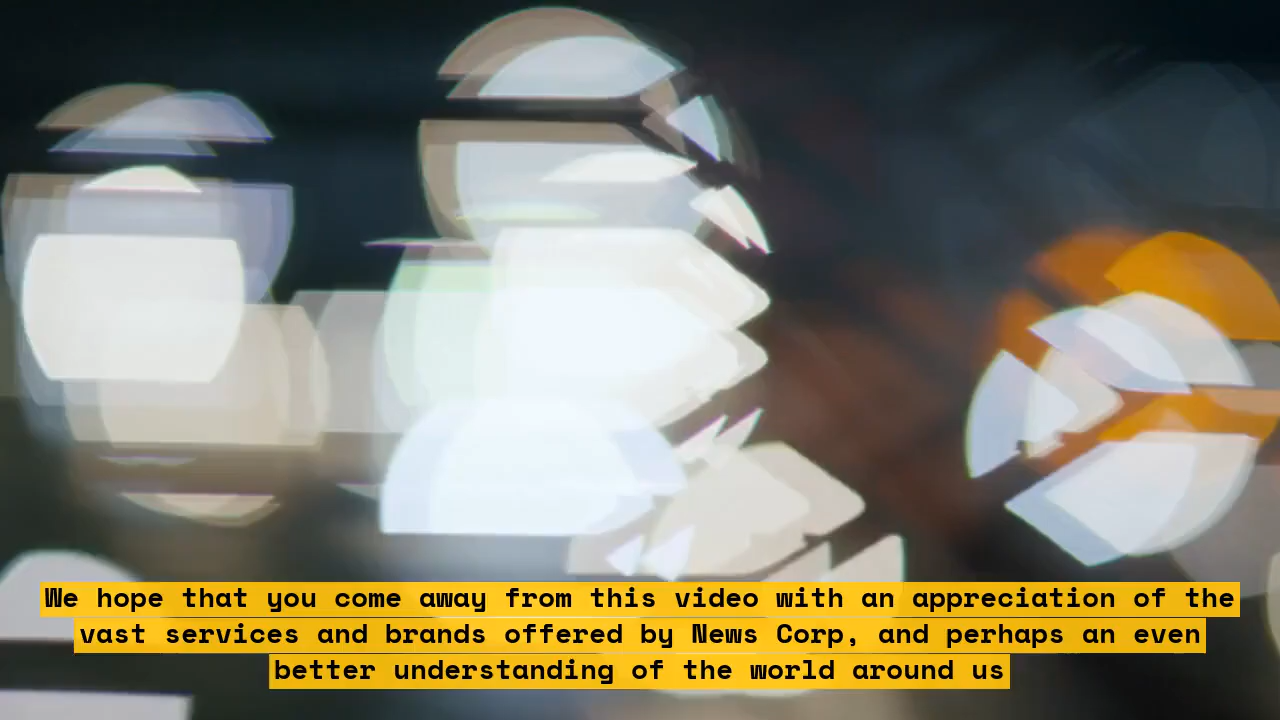 We hope that you come away from this video with an appreciation of the
vast services and brands offered by News Corp, and perhaps an even
better understanding of the world around us